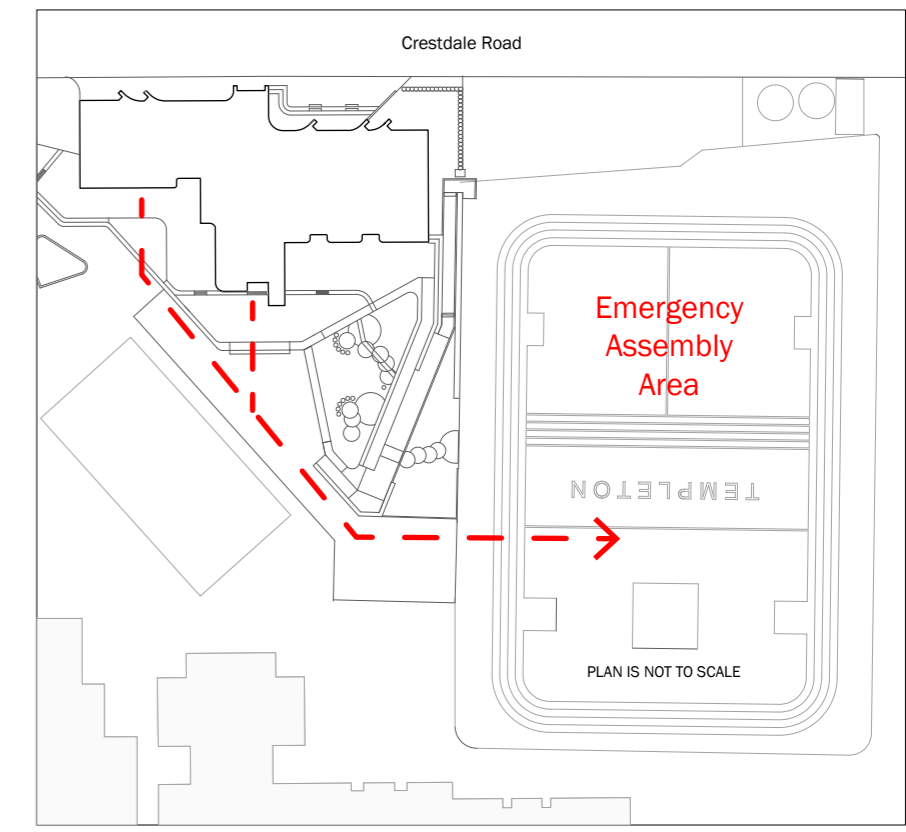 Crestdale Road
Emergency
Assembly
Area
TEMPLETON
PLAN IS NOT TO SCALE